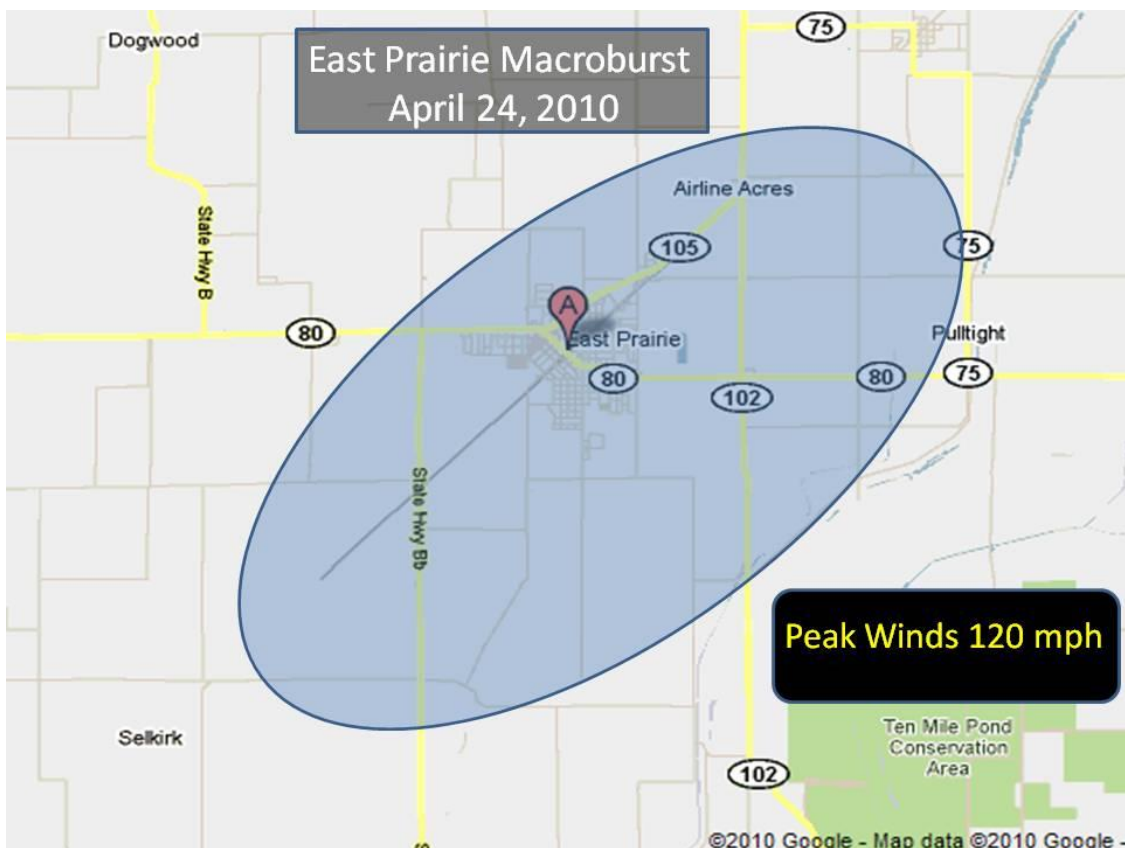 Dogwood
75
East Prairie Macroburst
April 24, 2010
Airline Acres
State Hwy B
105
75
A
80
East Prairie
Pulltight
80
80
75
102
State Hwy Bb
Peak Winds 120 mph
Selkirk
Ten Mile Pond
Conservation
Area
102
S
©2010 Google - Map data ©2010 Google -